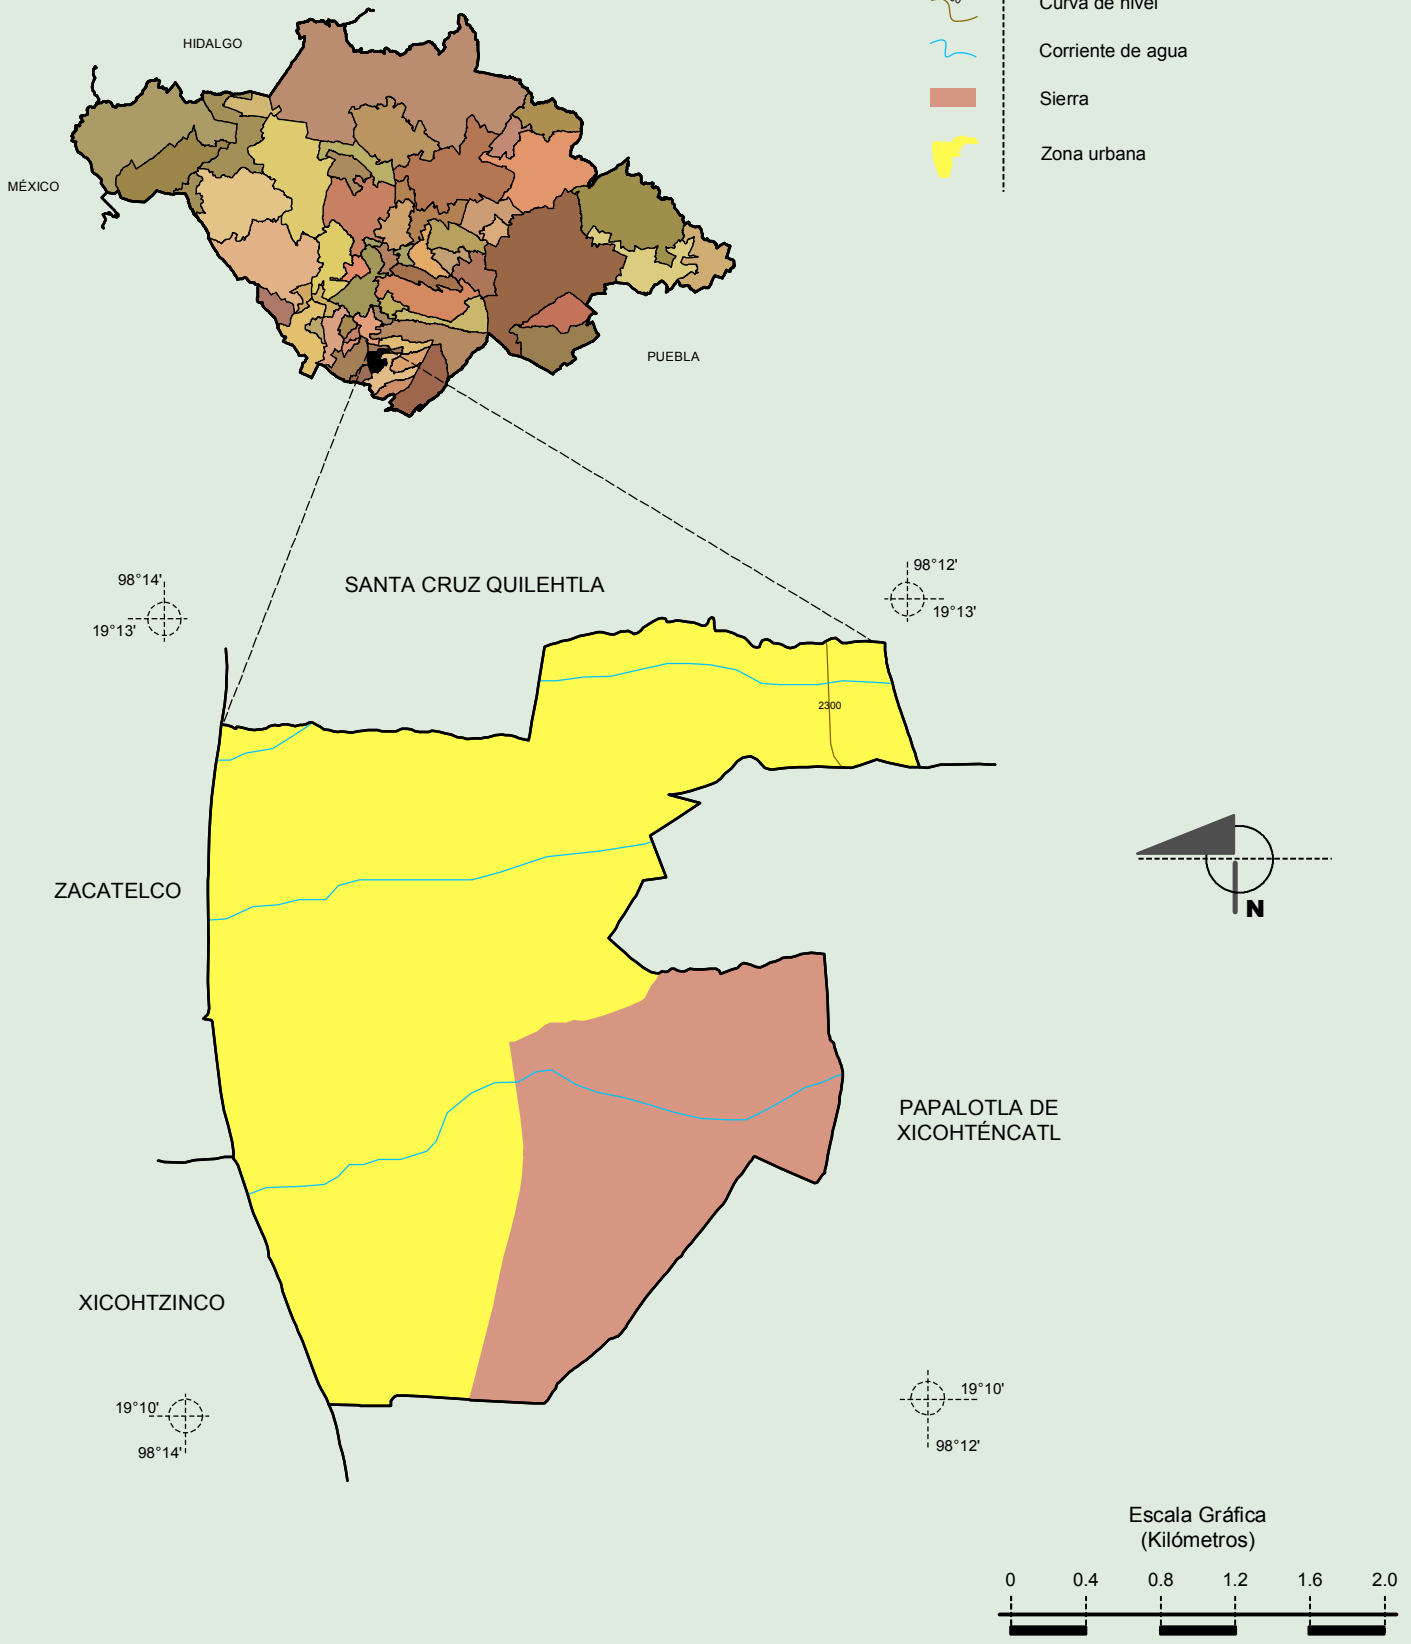 Curva de nivel
HIDALGO
Corriente de agua
Sierra
Zona urbana
MÉXICO
PUEBLA
98°14'
19°13'
SANTA CRUZ QUILEHTLA
98°12'
19°13'
2300
ZACATELCO
N
PAPALOTLA DE
XICOHTÉNCATL
XICOHTZINCO
19°10'
98°14'
19°10'
98°12'
Escala Gráfica
(Kilómetros)
0 0.4 0.8 1.2 1.6 2.0